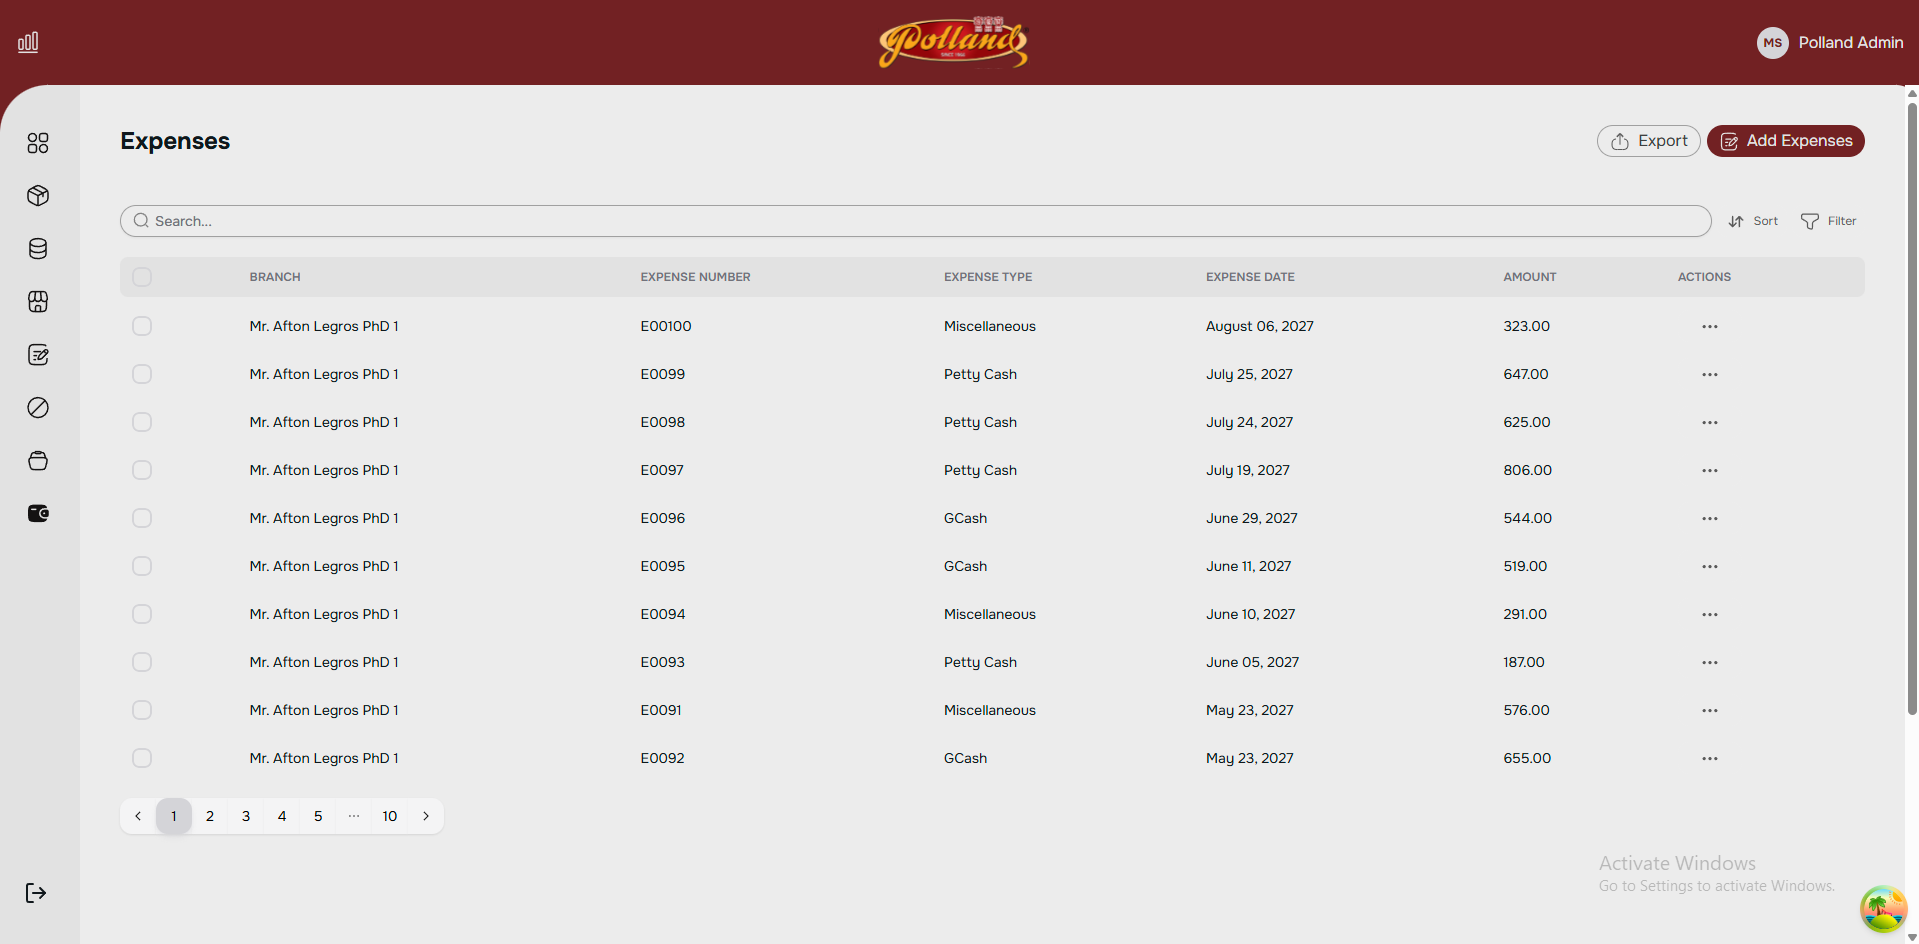 Polland
SINCE 1966
MS Polland Admin
Expenses
Export Add Expenses
Search... Sort Filter
BRANCH EXPENSE NUMBER EXPENSE TYPE EXPENSE DATE AMOUNT ACTIONS
Mr. Afton Legros PhD 1 E00100 Miscellaneous August 06, 2027 323.00 ...
Mr. Afton Legros PhD 1 E0099 Petty Cash July 25, 2027 647.00 ...
Mr. Afton Legros PhD 1 E0098 Petty Cash July 24, 2027 625.00 ...
Mr. Afton Legros PhD 1 E0097 Petty Cash July 19, 2027 806.00 ...
Mr. Afton Legros PhD 1 E0096 GCash June 29, 2027 544.00 ...
Mr. Afton Legros PhD 1 E0095 GCash June 11, 2027 519.00 ...
Mr. Afton Legros PhD 1 E0094 Miscellaneous June 10, 2027 291.00 ...
Mr. Afton Legros PhD 1 E0093 Petty Cash June 05, 2027 187.00 ...
Mr. Afton Legros PhD 1 E0091 Miscellaneous May 23, 2027 576.00 ...
Mr. Afton Legros PhD 1 E0092 GCash May 23, 2027 655.00 ...
1 2 3 4 5 ... 10
Activate Windows
Go to Settings to activate Windows.